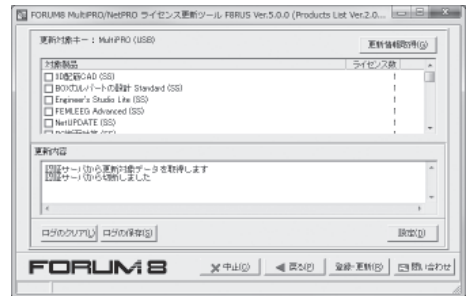 FORUM8 MultiPRO/NetPRO ライセンス更新ツール F8RUS Ver.5.0.0 (Products List Ver.2.0...
更新対象キー : MultiPRO (USB)
更新情報取得(G)
対象製品 ライセンス数
3D配筋CAD (SS) 1
BOXカルバートの設計 Standard (SS) 1
Engineer's Studio Lite (SS) 1
FEMLEEG Advanced (SS) 1
NetUPDATE (SS) 1
更新内容
認証サーバから更新対象データを取得します
認証サーバから切断しました
ログのクリア(L) ログの保存(S) 設定(D)
FORUM8 中止(C) 戻る(P) 登録・更新(R) 問い合わせ